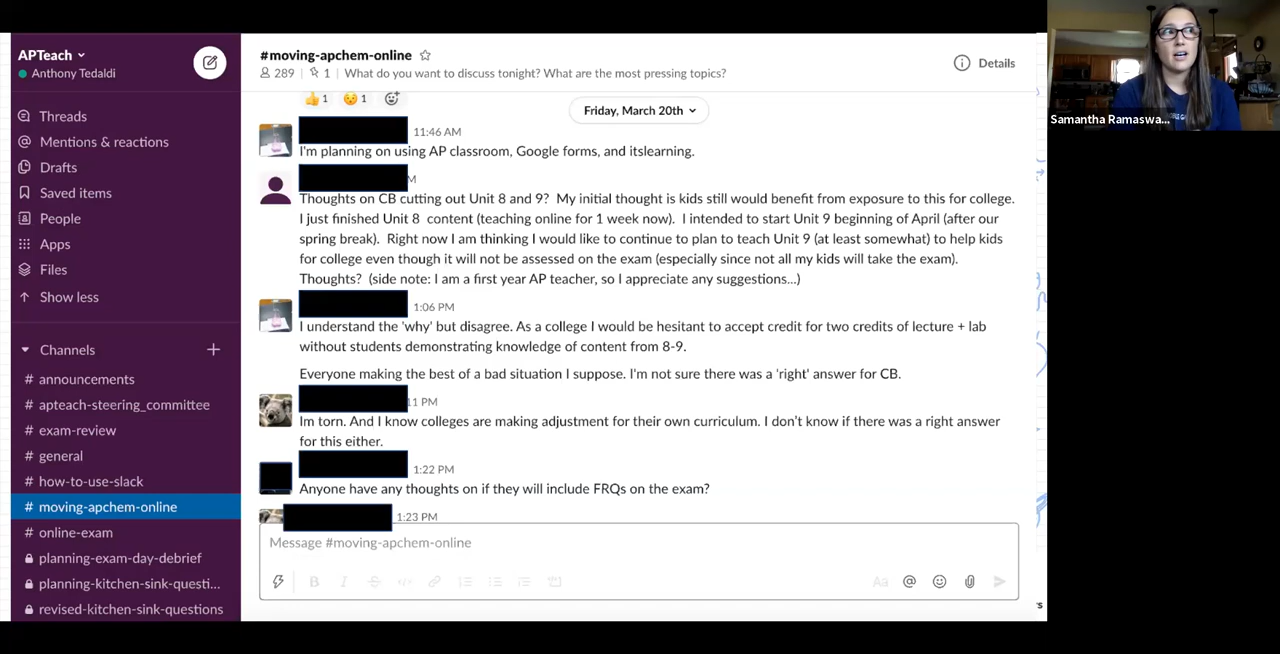 APTeach
Anthony Tedaldi
Threads
Mentions & reactions
Drafts
Saved items
People
Apps
Files
Show less
Channels
# announcements
# apteach-steering_committee
# exam-review
# general
# how-to-use-slack
# moving-apchem-online
# online-exam
planning-exam-day-debrief
planning-kitchen-sink-questi...
revised-kitchen-sink-questions
#moving-apchem-online
289 | 1 | What do you want to discuss tonight? What are the most pressing topics?
Details
1 1
Friday, March 20th
11:46 AM
I'm planning on using AP classroom, Google forms, and itslearning.
M
Thoughts on CB cutting out Unit 8 and 9? My initial thought is kids still would benefit from exposure to this for college.
I just finished Unit 8 content (teaching online for 1 week now). I intended to start Unit 9 beginning of April (after our
spring break). Right now I am thinking I would like to continue to plan to teach Unit 9 (at least somewhat) to help kids
for college even though it will not be assessed on the exam (especially since not all my kids will take the exam).
Thoughts? (side note: I am a first year AP teacher, so I appreciate any suggestions...)
1:06 PM
I understand the 'why' but disagree. As a college I would be hesitant to accept credit for two credits of lecture + lab
without students demonstrating knowledge of content from 8-9.
Everyone making the best of a bad situation I suppose. I'm not sure there was a 'right' answer for CB.
11 PM
Im torn. And I know colleges are making adjustment for their own curriculum. I don't know if there was a right answer
for this either.
1:22 PM
Anyone have any thoughts on if they will include FRQs on the exam?
1:23 PM
Message #moving-apchem-online
B I S </> Aa @
Samantha Ramaswa...